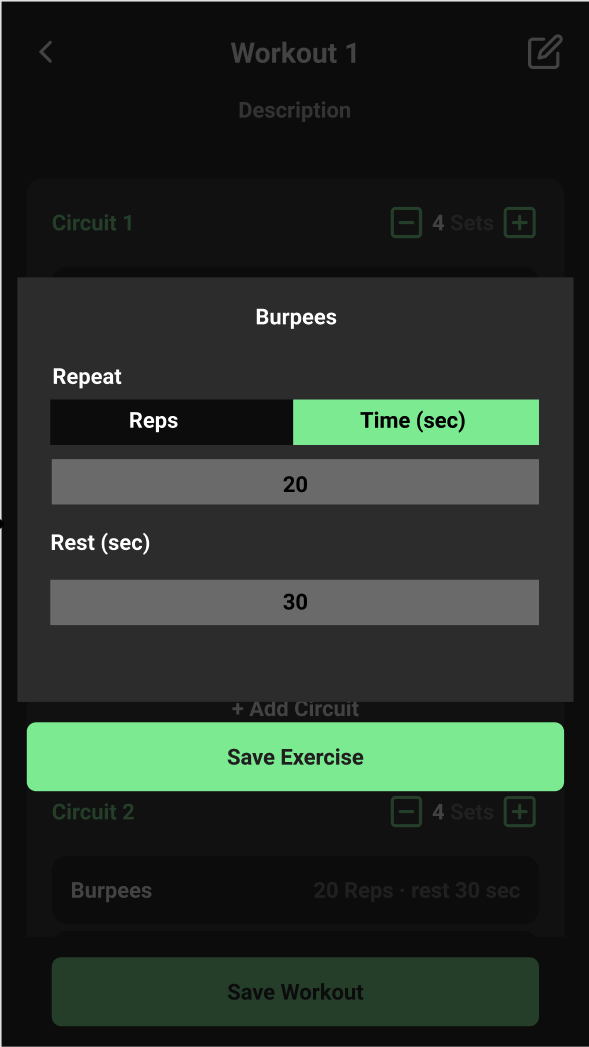 Workout 1
Description
Circuit 1 4 Sets
Burpees
Repeat
Reps Time (sec)
20
Rest (sec)
30
+ Add Circuit
Save Exercise
Circuit 2 4 Sets
Burpees 20 Reps · rest 30 sec
Save Workout